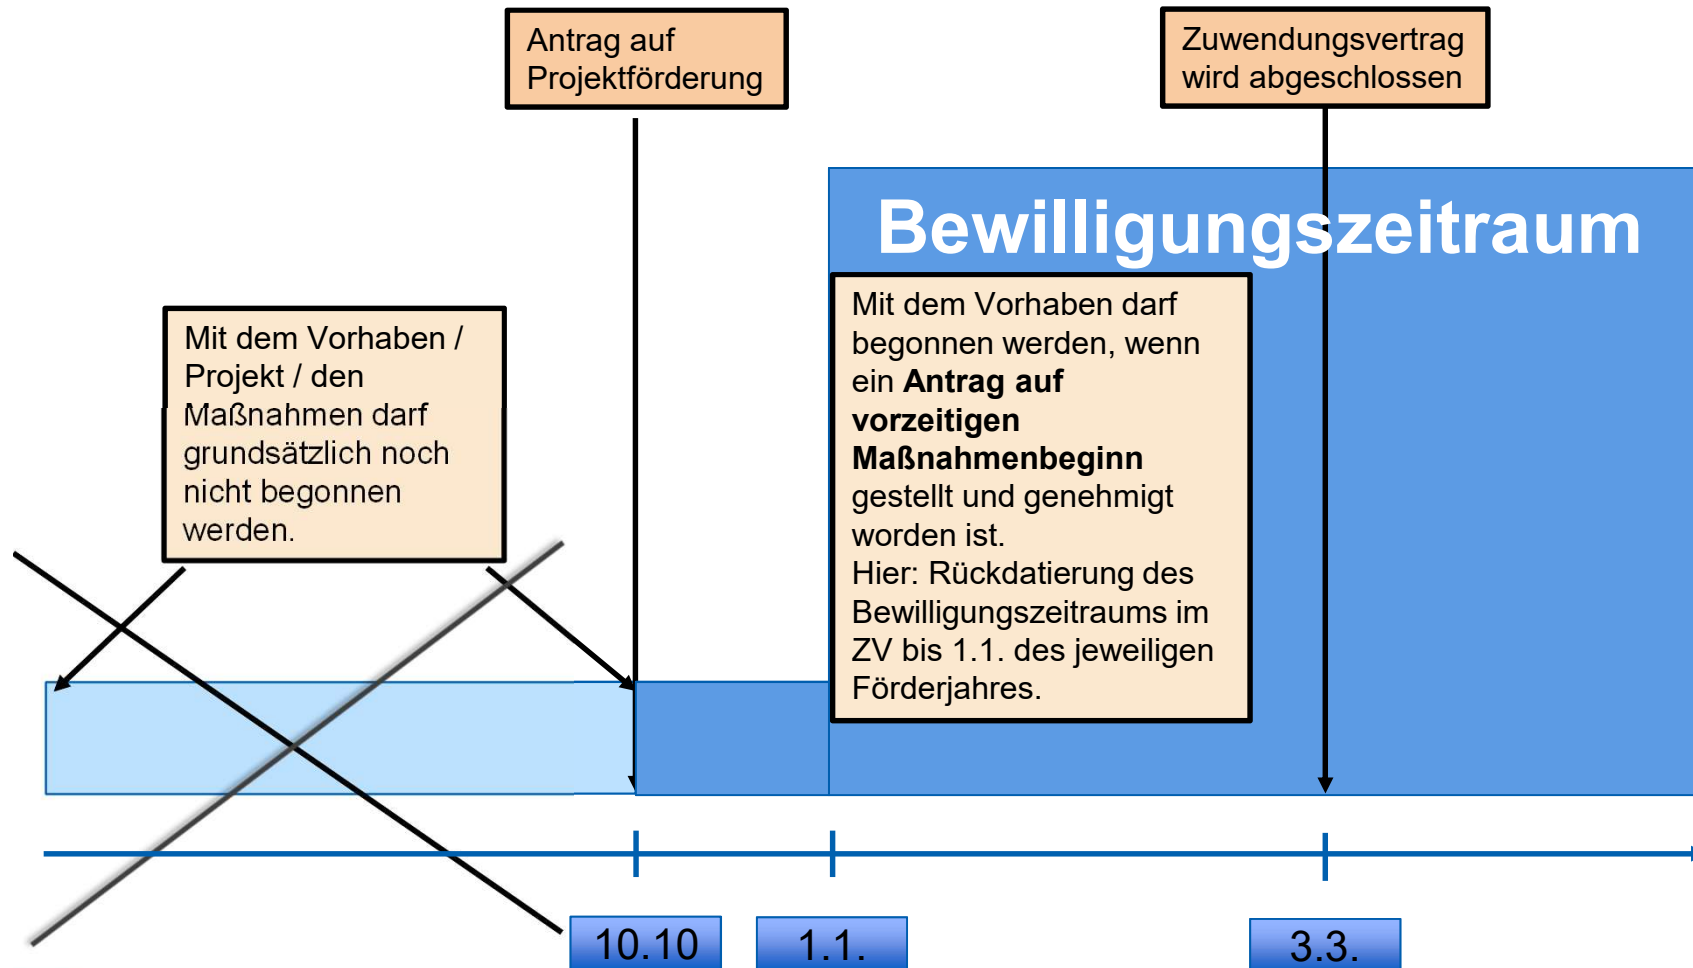 Antrag auf
Projektförderung
Zuwendungsvertrag
wird abgeschlossen
Bewilligungszeitraum
Mit dem Vorhaben /
Projekt / den
Maßnahmen darf
grundsätzlich noch
nicht begonnen
werden.
Mit dem Vorhaben darf
begonnen werden, wenn
ein Antrag auf
vorzeitigen
Maßnahmenbeginn
gestellt und genehmigt
worden ist.
Hier: Rückdatierung des
Bewilligungszeitraums im
ZV bis 1.1. des jeweiligen
Förderjahres.
10.10
1.1.
3.3.